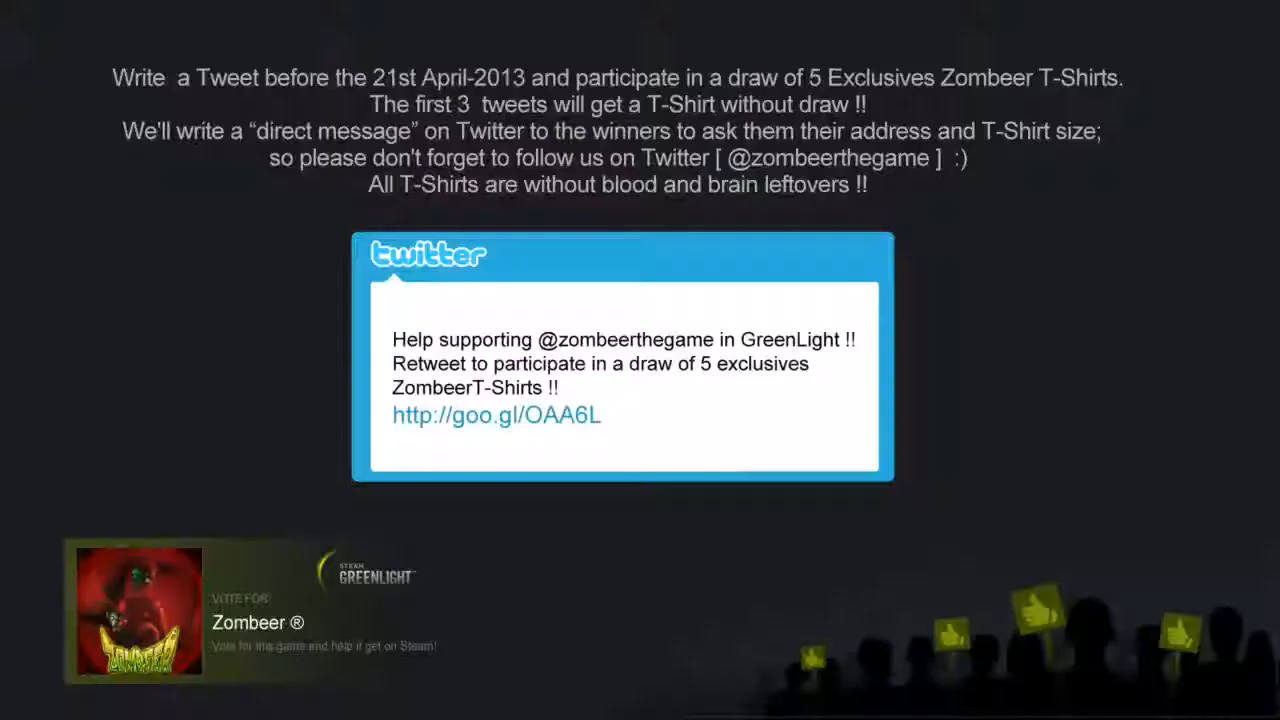 Write a Tweet before the 21st April-2013 and participate in a draw of 5 Exclusives Zombeer T-Shirts.
The first 3 tweets will get a T-Shirt without draw !!
We'll write a “direct message” on Twitter to the winners to ask them their address and T-Shirt size;
so please don't forget to follow us on Twitter [ @zombeerthegame ] :)
All T-Shirts are without blood and brain leftovers !!
twitter
Help supporting @zombeerthegame in GreenLight !!
Retweet to participate in a draw of 5 exclusives
ZombeerT-Shirts !!
http://goo.gl/OAA6L
STEAM
GREENLIGHT
VOTE FOR
Zombeer ®
Vote for this game and help it get on Steam!
ZOMBEER